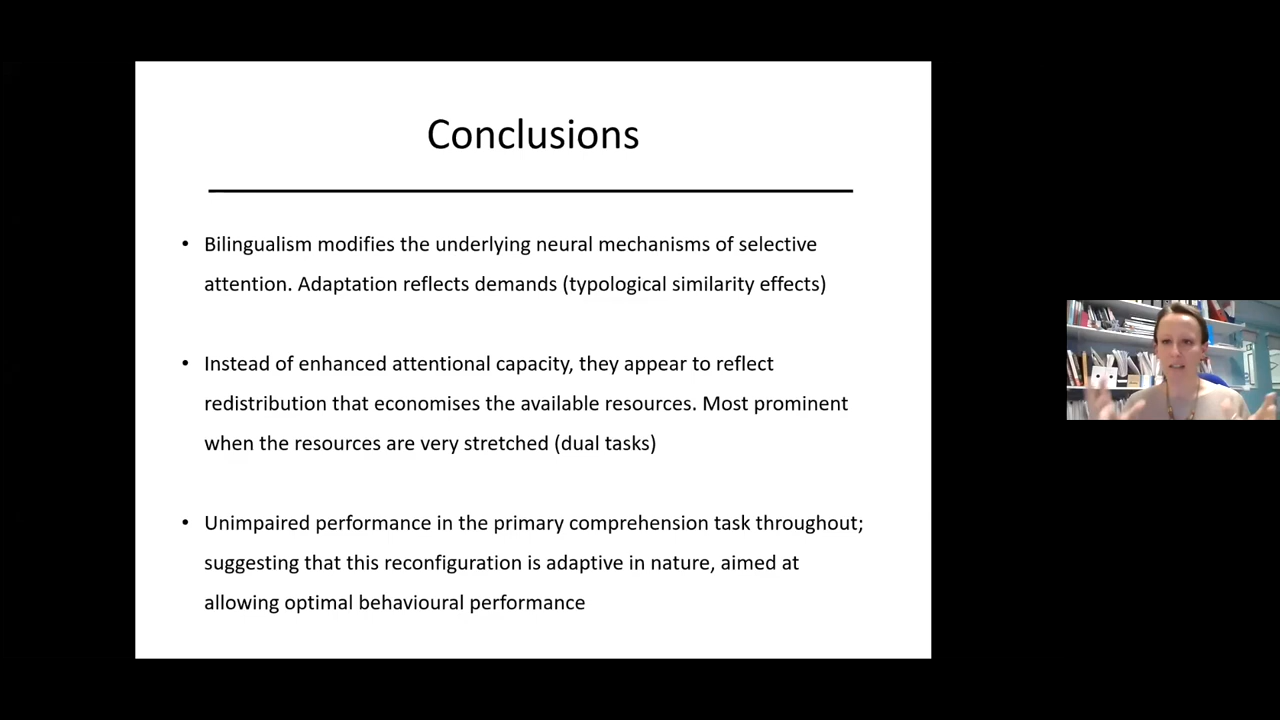 Conclusions
• Bilingualism modifies the underlying neural mechanisms of selective
attention. Adaptation reflects demands (typological similarity effects)
• Instead of enhanced attentional capacity, they appear to reflect
redistribution that economises the available resources. Most prominent
when the resources are very stretched (dual tasks)
• Unimpaired performance in the primary comprehension task throughout;
suggesting that this reconfiguration is adaptive in nature, aimed at
allowing optimal behavioural performance